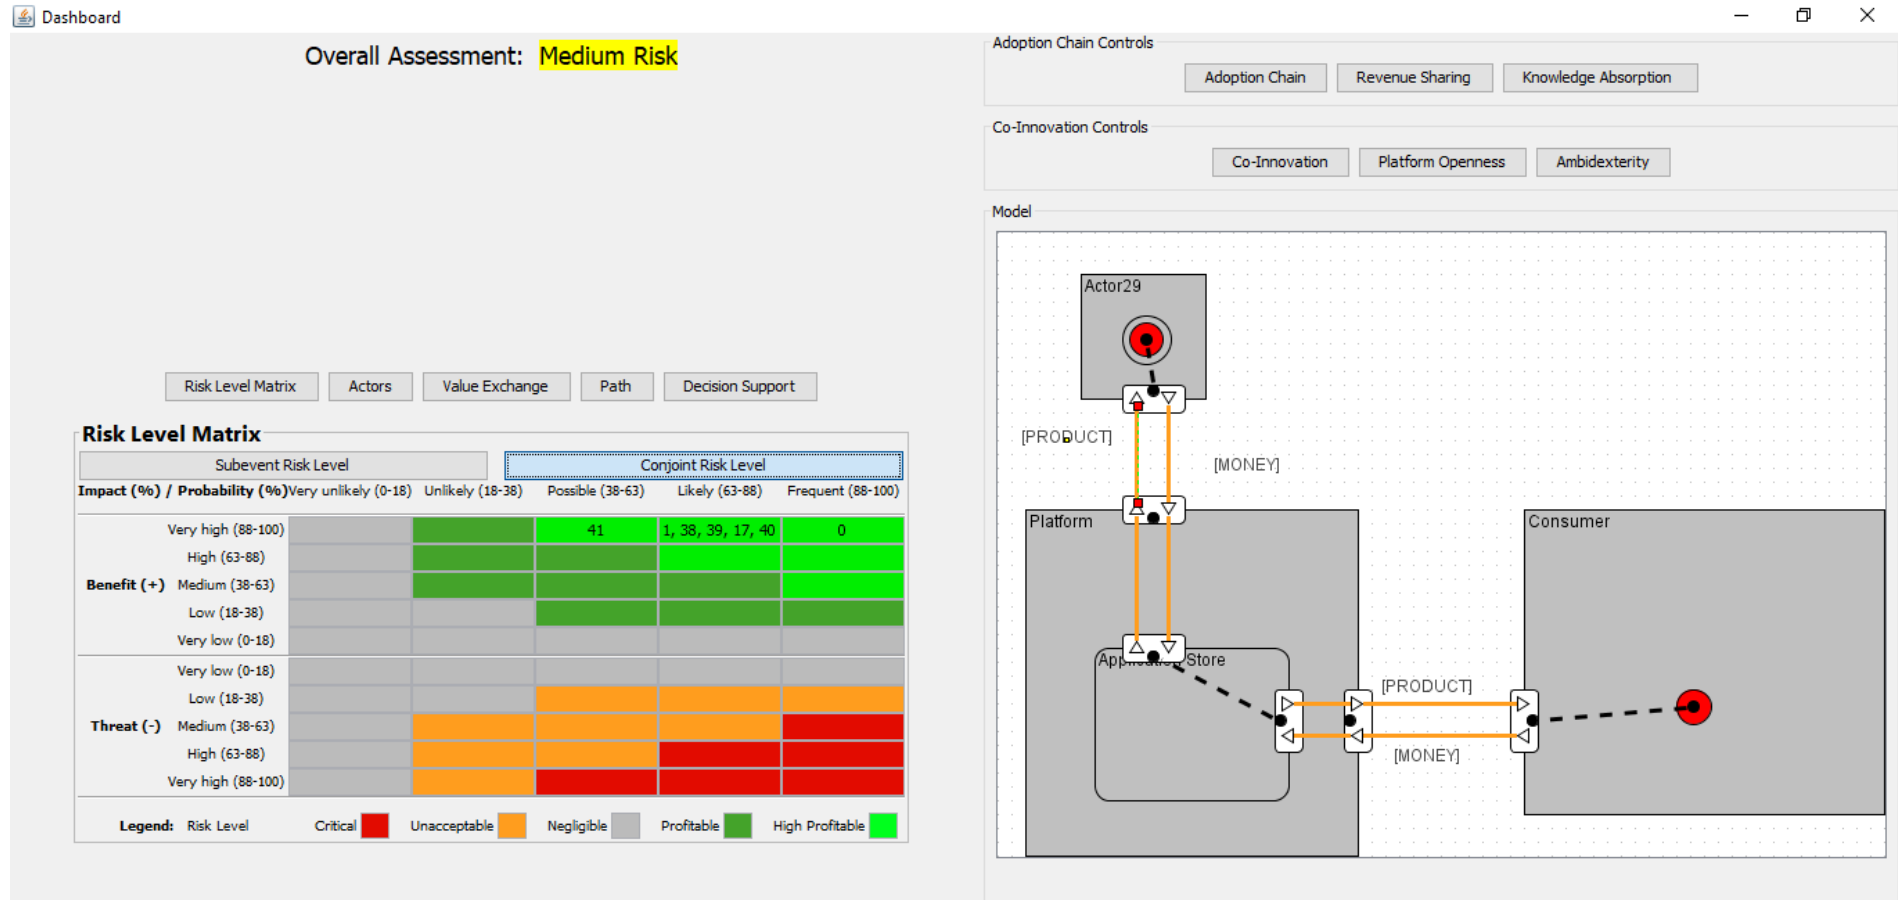 Dashboard
Overall Assessment: Medium Risk
Risk Level Matrix Actors Value Exchange Path Decision Support
Risk Level Matrix
Subevent Risk Level Conjoint Risk Level
Impact (%) / Probability (%) Very unlikely (0-18) Unlikely (18-38) Possible (38-63) Likely (63-88) Frequent (88-100)
Very high (88-100) 41 1, 38, 39, 17, 40 0
High (63-88)
Benefit (+) Medium (38-63)
Low (18-38)
Very low (0-18)
Very low (0-18)
Low (18-38)
Threat (-) Medium (38-63)
High (63-88)
Very high (88-100)
Legend: Risk Level Critical Unacceptable Negligible Profitable High Profitable
Adoption Chain Controls
Adoption Chain Revenue Sharing Knowledge Absorption
Co-Innovation Controls
Co-Innovation Platform Openness Ambidexterity
Model
Actor29
[PRODUCT]
[MONEY]
Platform
Consumer
Application Store
[PRODUCT]
[MONEY]